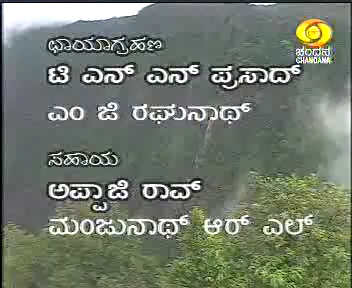 ಚಂದನ
CHANDANA
ಛಾಯಾಗ್ರಹಣ
ಟಿ ಎನ್ ಎನ್ ಪ್ರಸಾದ್
ಎಂ ಜೆ ರಘುನಾಥ್
ಸಹಾಯ
ಅಪ್ಪಾಜಿ ರಾವ್
ಮಂಜುನಾಥ್ ಆರ್ ಎಲ್